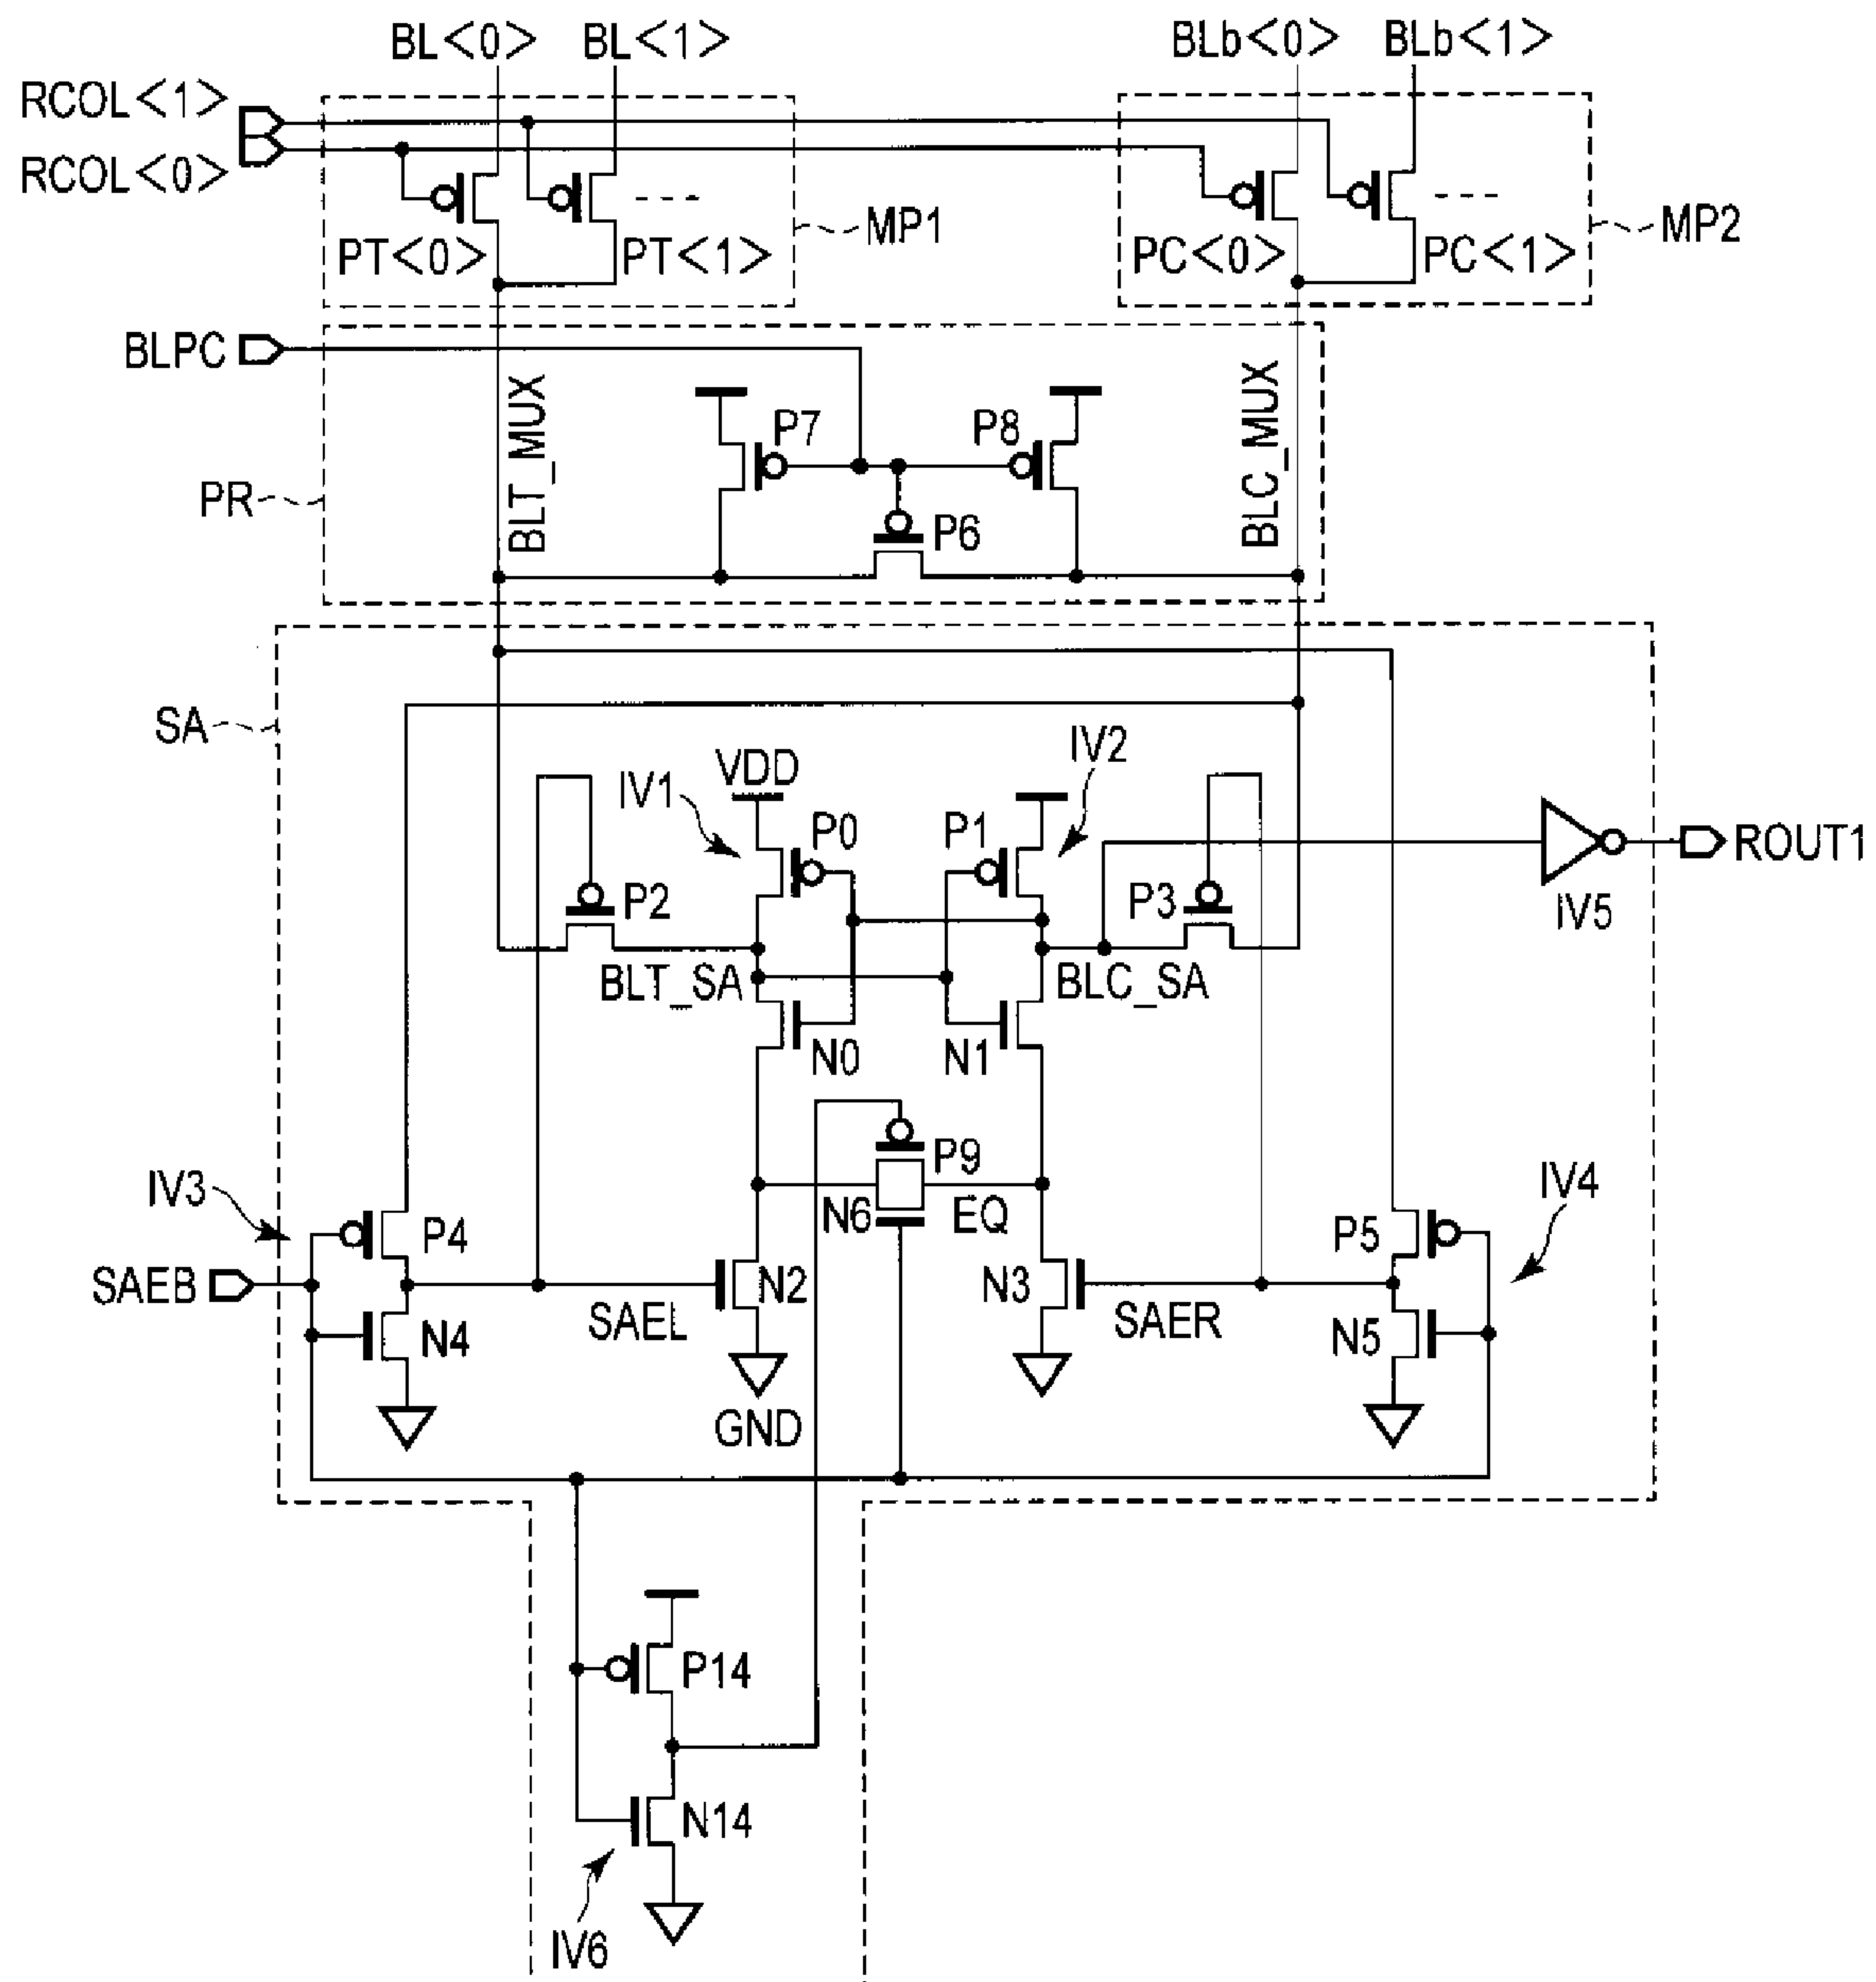 BL<0> BL<1> BLb<0> BLb<1>
RCOL<1>
RCOL<0>
PT<0> PT<1> MP1 PC<0> PC<1> MP2
BLPC
BLT_MUX
BLC_MUX
P7 P8
PR
P6
SA
VDD
IV1 IV2
P0 P1
P2 P3
IV5
ROUT1
BLT_SA BLC_SA
N0 N1
P9
IV3 IV4
N6 EQ
P4 P5
SAEB
N2 N3
SAEL SAER
N4 N5
GND
P14
N14
IV6